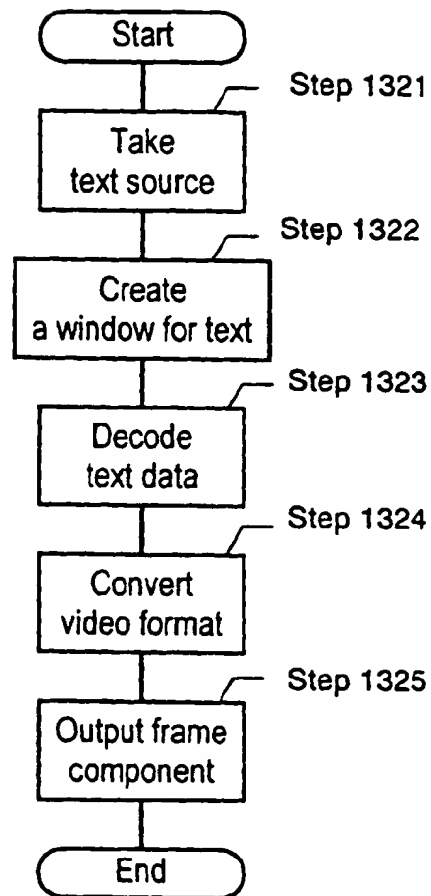 Start
Step 1321
Take
text source
Step 1322
Create
a window for text
Step 1323
Decode
text data
Step 1324
Convert
video format
Step 1325
Output frame
component
End